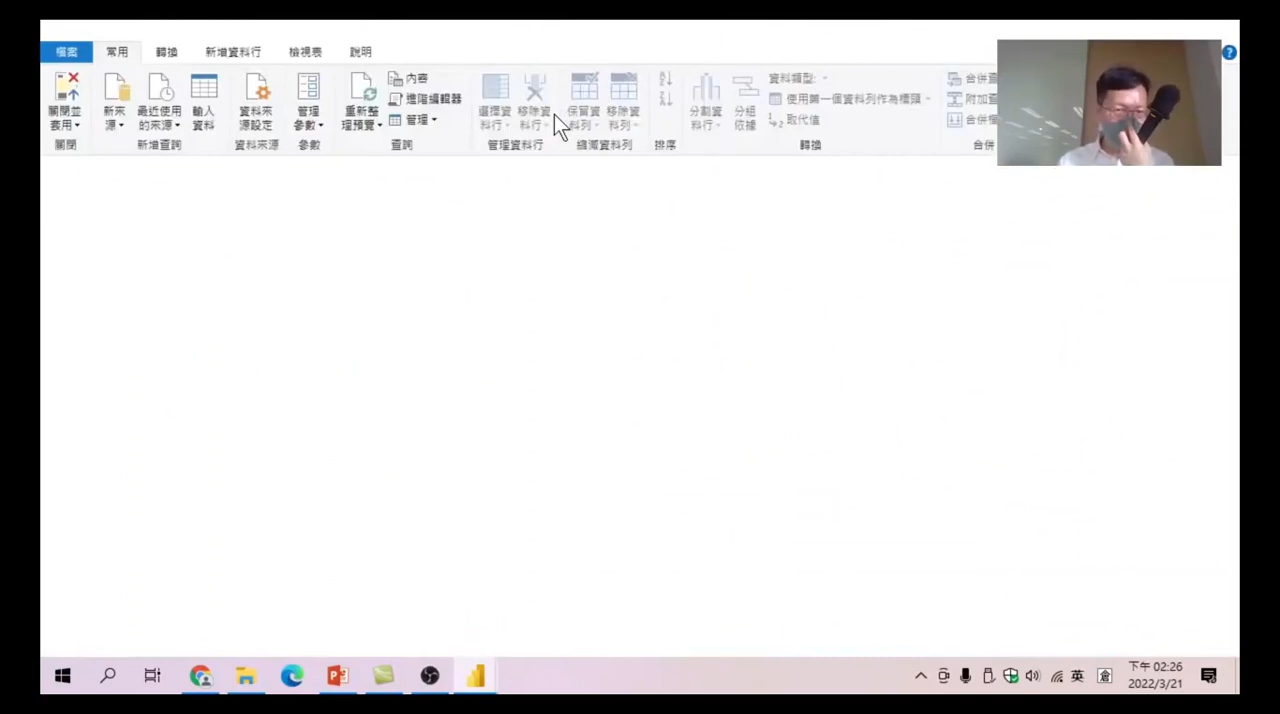 檔案 常用 轉換 新增資料行 檢視表 說明
關閉並 新來 最近使用 輸入 資料來 管理 重新整 內容 選擇資 移除資 保留資 移除資 分割資 分組 資料類型: 合併查
套用 源 的來源 資料 源設定 參數 理預覽 進階編輯器 料行 料行 料列 料列 料行 依據 使用第一個資料列作為標頭 附加查
管理 取代值 合併檔
關閉 新增查詢 資料來源 參數 查詢 管理資料行 縮減資料列 排序 轉換 合併
英 倉 下午 02:26
2022/3/21